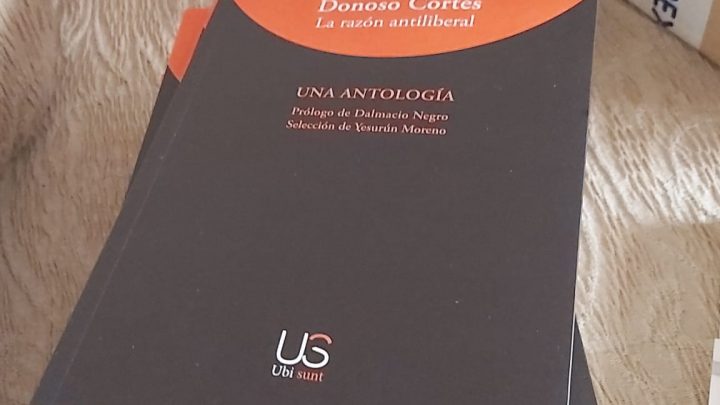 Donoso Cortés
La razón antiliberal
UNA ANTOLOGÍA
Prólogo de Dalmacio Negro
Selección de Yesurún Moreno
US
Ubi sunt